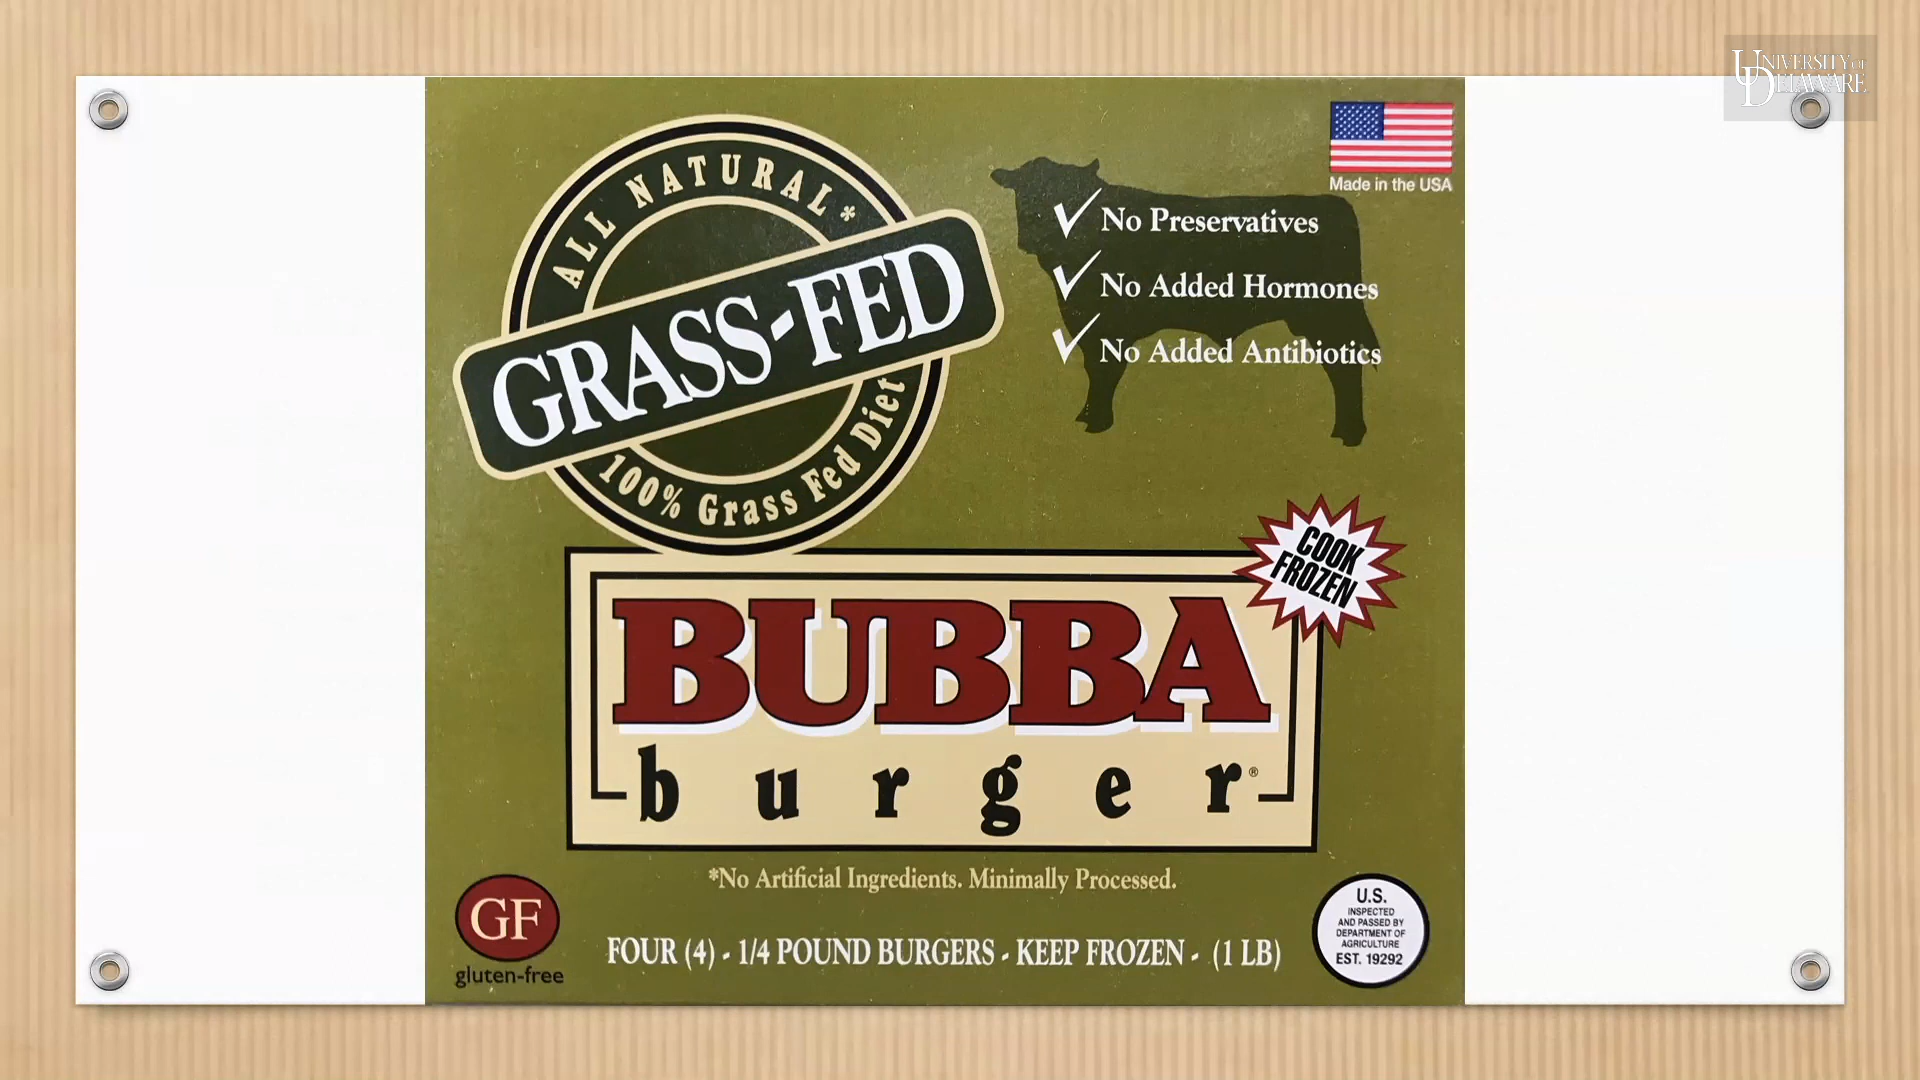 UNIVERSITY OF
DELAWARE
Made in the USA
ALL NATURAL*
GRASS-FED
100% Grass Fed Diet
No Preservatives
No Added Hormones
No Added Antibiotics
COOK
FROZEN
BUBBA
burger®
*No Artificial Ingredients. Minimally Processed.
GF
gluten-free
FOUR (4) - 1/4 POUND BURGERS - KEEP FROZEN - (1 LB)
U.S.
INSPECTED
AND PASSED BY
DEPARTMENT OF
AGRICULTURE
EST. 19292